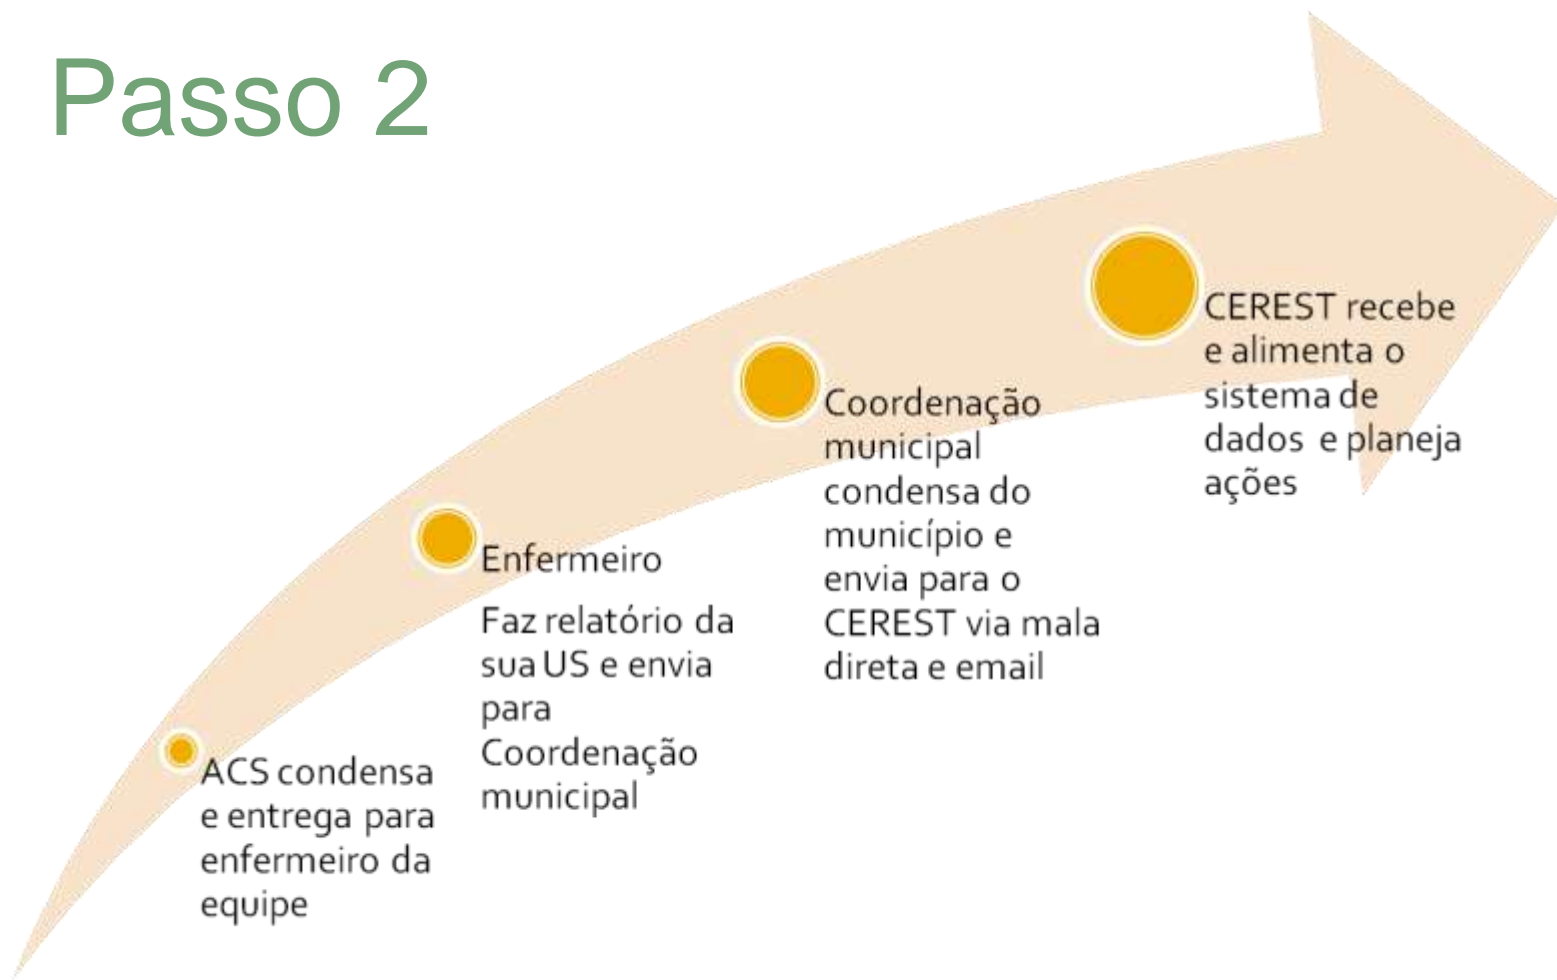 Passo 2
ACS condensa
e entrega para
enfermeiro da
equipe
Enfermeiro
Faz relatório da
sua US e envia
para
Coordenação
municipal
Coordenação
municipal
condensa do
município e
envia para o
CEREST via mala
direta e email
CEREST recebe
e alimenta o
sistema de
dados e planeja
ações